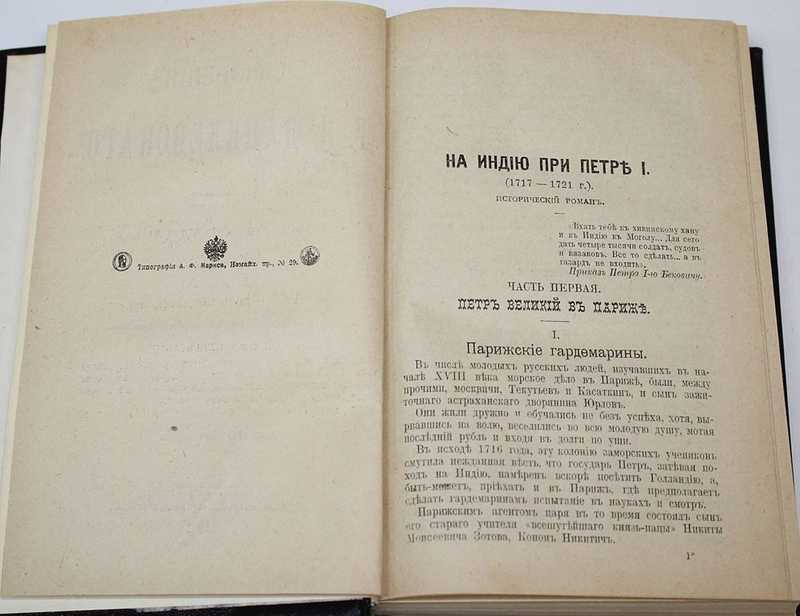 Типографія А. Ф. Маркса, Измайл. пр., № 29.
НА ИНДІЮ ПРИ ПЕТРѢ I.
(1717 — 1721 г.).
ИСТОРИЧЕСКІЙ РОМАНЪ.
«Ѣхать тебѣ къ хивинскому хану
и въ Индію къ Моголу... Для сего
дать четыре тысячи солдатъ, судовъ
и казаковъ. Все то сдѣлать... а въ
газардъ не входить».
Приказъ Петра I-го Бековичу.
ЧАСТЬ ПЕРВАЯ.
ПЕТРЪ ВЕЛИКІЙ ВЪ ПАРИЖѢ.
I.
Парижскіе гардемарины.
Въ числѣ молодыхъ русскихъ людей, изучавшихъ въ на-
чалѣ XVIII вѣка морское дѣло въ Парижѣ, были, между
прочими, москвичи, Текутьевъ и Касаткинъ, и сынъ зажи-
точнаго астраханскаго дворянина Юрловъ.
Они жили дружно и обучались не безъ успѣха, хотя, вы-
рвавшись на волю, веселились во всю молодую душу, мотая
послѣдній рубль и входя въ долги по уши.
Въ исходѣ 1716 года, эту колонію заморскихъ учениковъ
смутила нежданная вѣсть, что государь Петръ, затѣвая по-
ходъ на Индію, намѣренъ вскорѣ посѣтить Голландію, а,
быть-можетъ, пріѣхать и въ Парижъ, гдѣ предполагаетъ
сдѣлать гардемаринамъ испытаніе въ наукахъ и смотръ.
Парижскимъ агентомъ царя въ то время состоялъ сынъ
его стараго учителя «всешутѣйшаго князь-папы» Никиты
Моисеевича Зотова, Кононъ Никитичъ.
1*